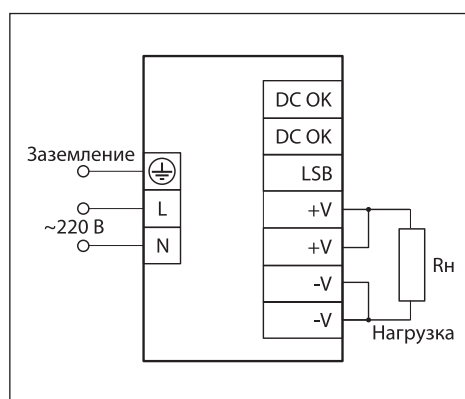 DC OK
DC OK
Заземление
LSB
L
+V
~220 В
N
+V
Rн
-V
-V
Нагрузка